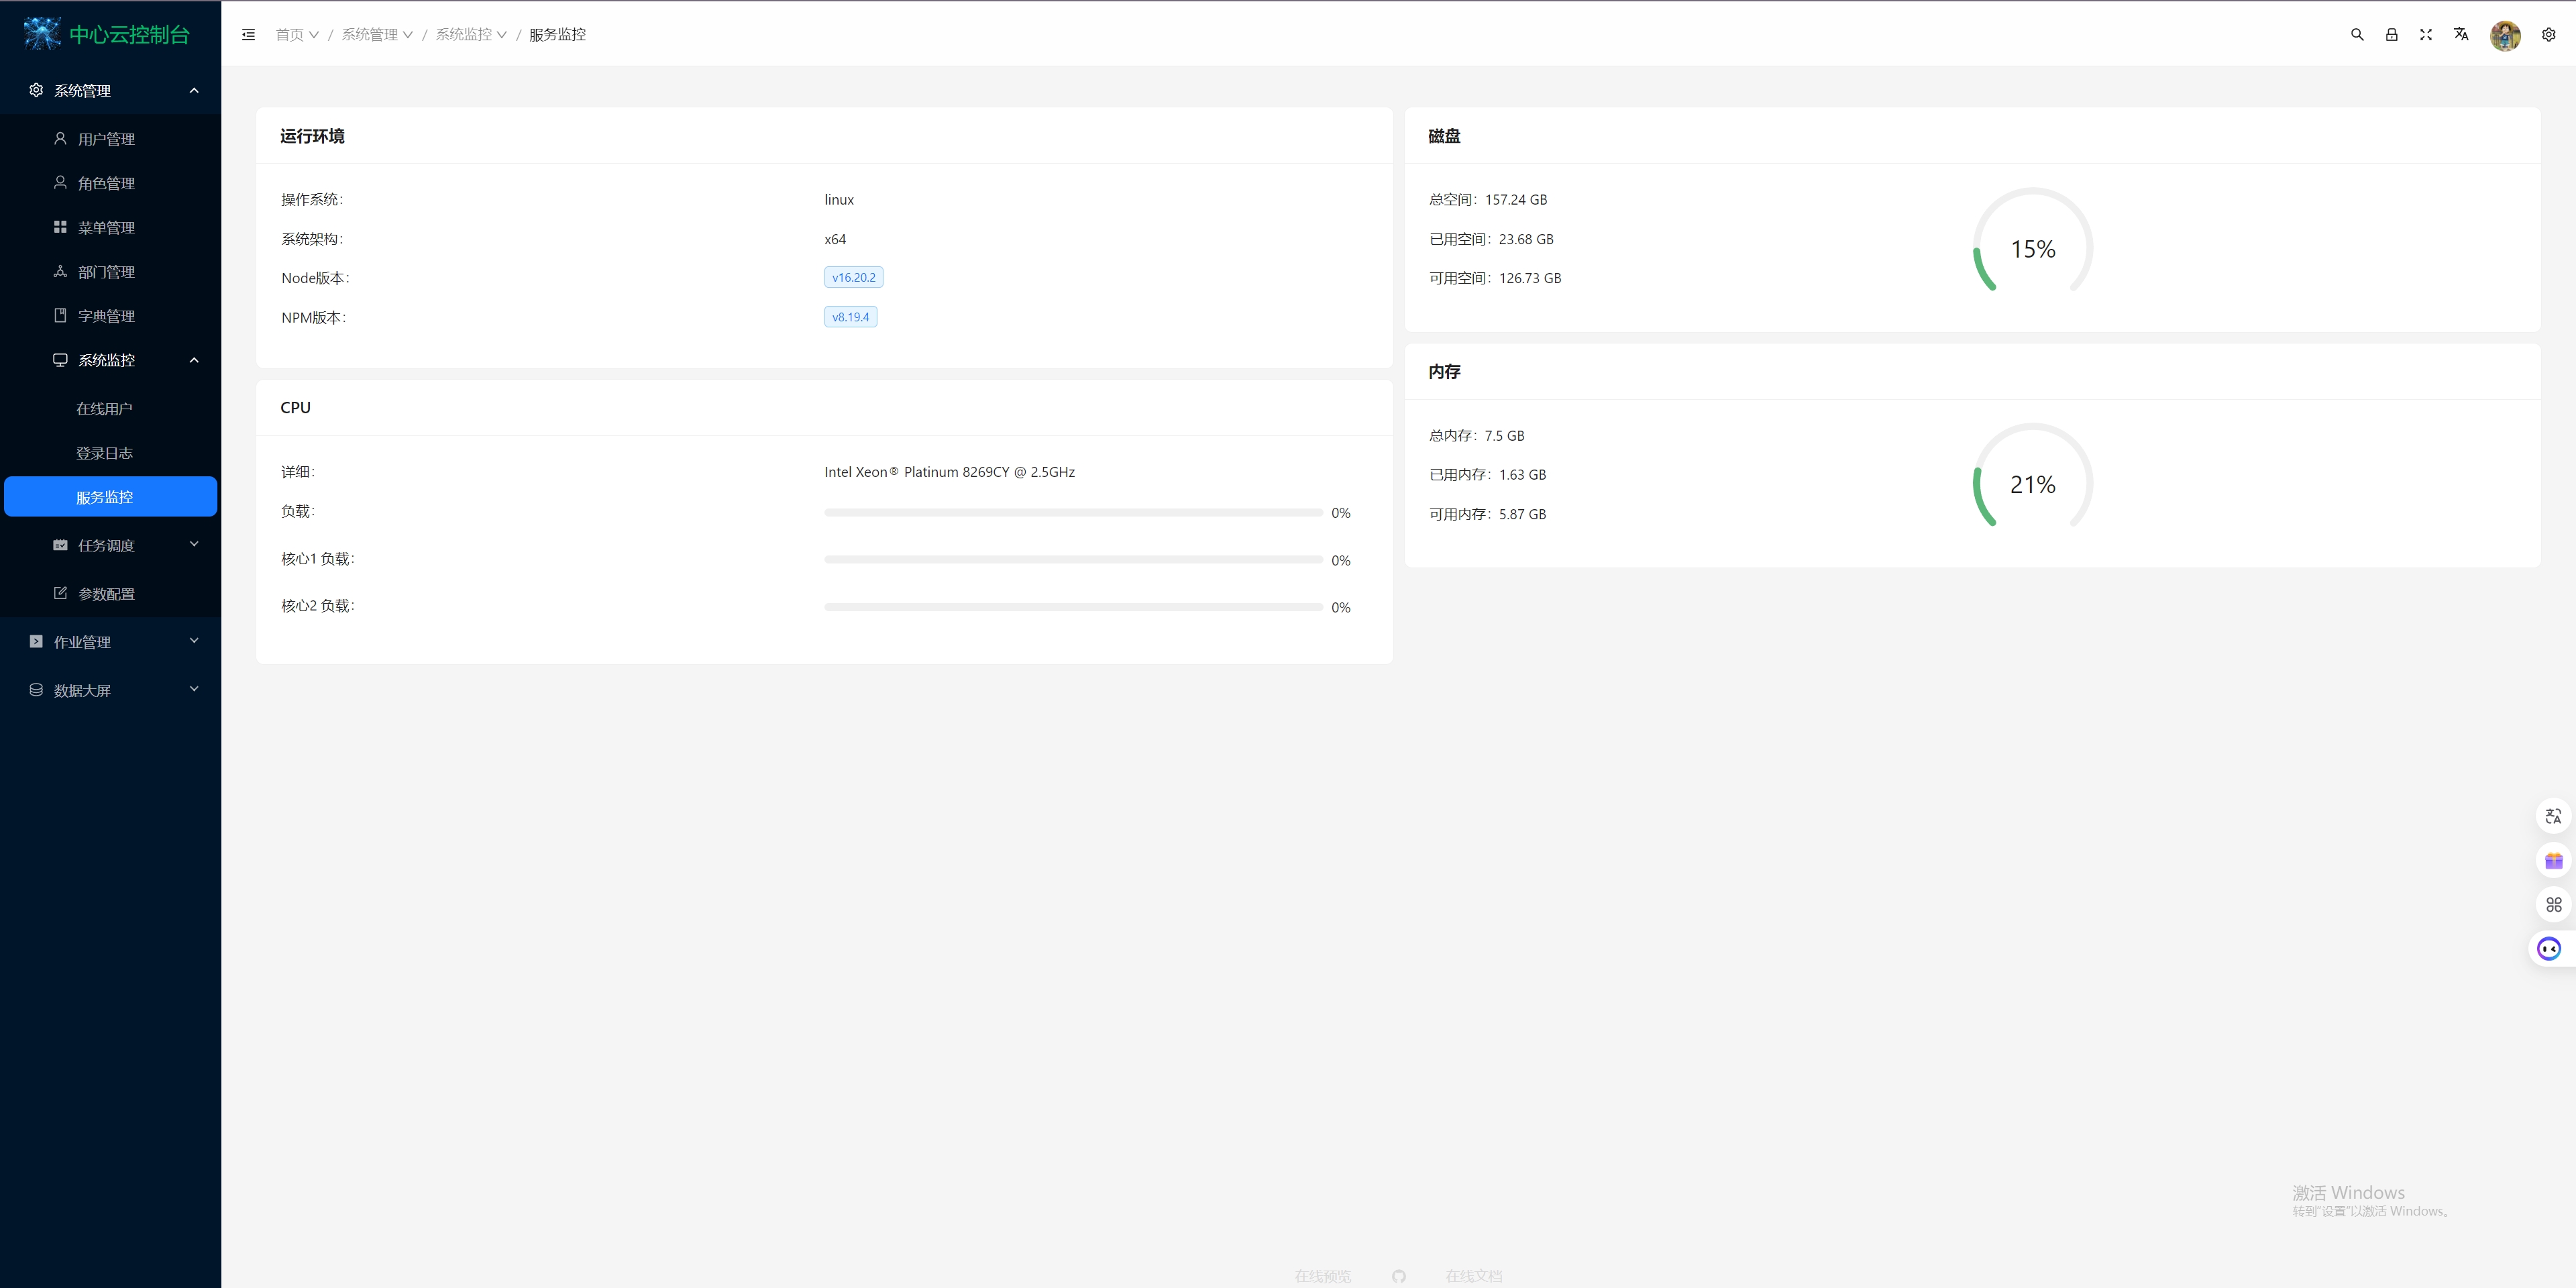 中心云控制台
首页 / 系统管理 / 系统监控 / 服务监控
系统管理
用户管理
角色管理
菜单管理
部门管理
字典管理
系统监控
在线用户
登录日志
服务监控
任务调度
参数配置
作业管理
数据大屏
运行环境
操作系统: linux
系统架构: x64
Node版本: v16.20.2
NPM版本: v8.19.4
CPU
详细: Intel Xeon® Platinum 8269CY @ 2.5GHz
负载: 0%
核心1 负载: 0%
核心2 负载: 0%
磁盘
总空间: 157.24 GB
已用空间: 23.68 GB
可用空间: 126.73 GB
15%
内存
总内存: 7.5 GB
已用内存: 1.63 GB
可用内存: 5.87 GB
21%
激活 Windows
转到"设置"以激活 Windows。
在线预览 在线文档